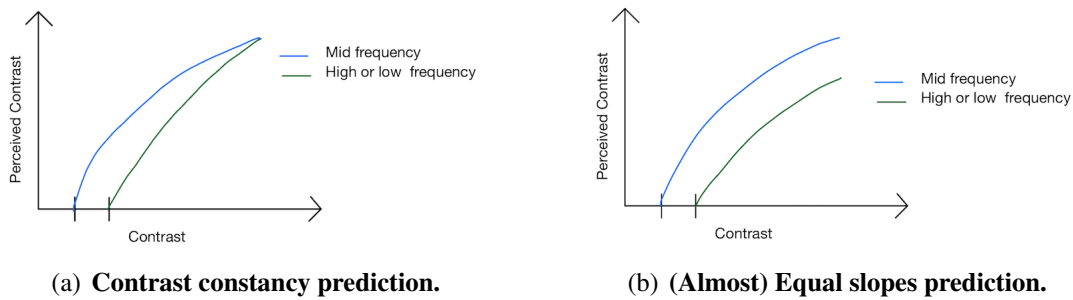 Perceived Contrast
Mid frequency
High or low frequency
Contrast
(a) Contrast constancy prediction.
Perceived Contrast
Mid frequency
High or low frequency
Contrast
(b) (Almost) Equal slopes prediction.